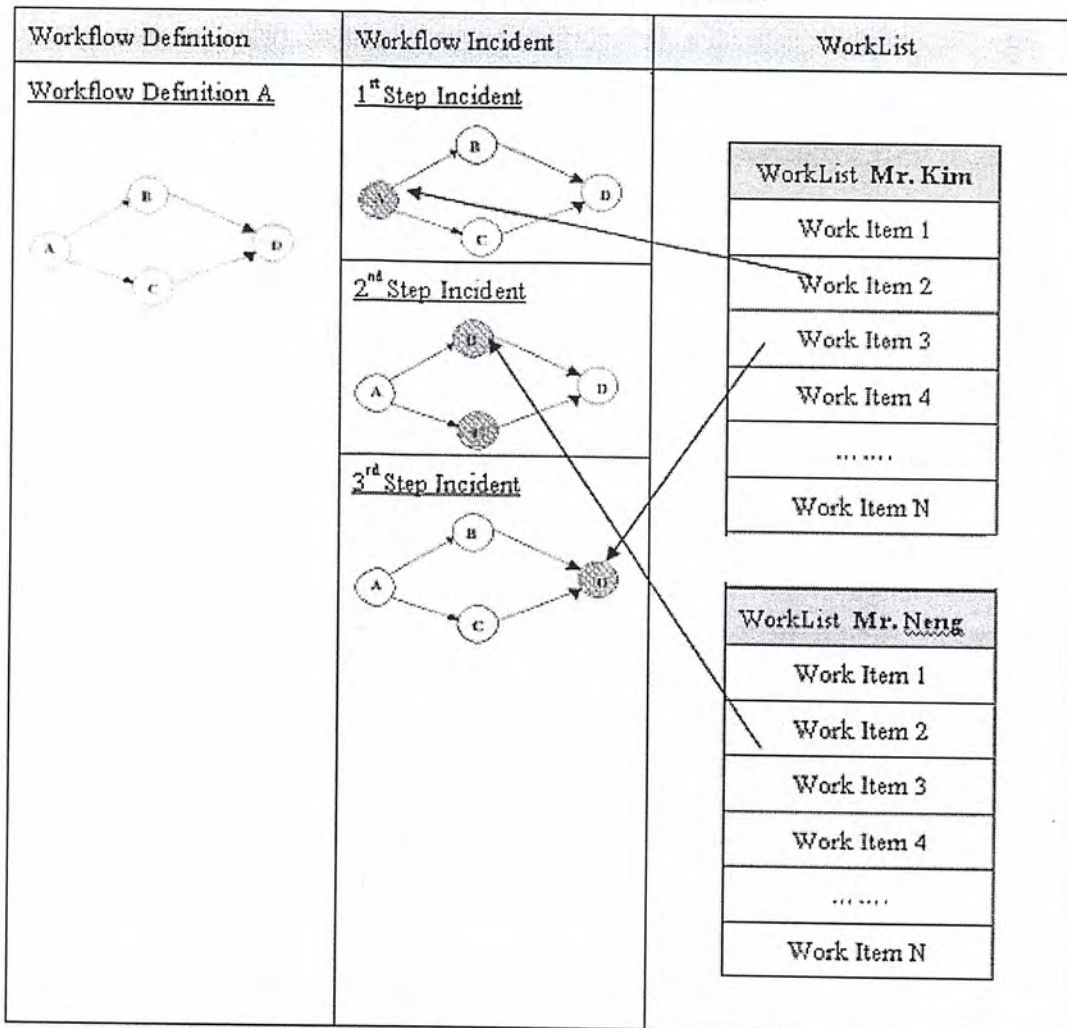 Workflow Definition
Workflow Incident
WorkList
Workflow Definition A
A
B
C
D
1st Step Incident
B
D
C
2nd Step Incident
A
D
3rd Step Incident
B
A
C
WorkList Mr. Kim
Work Item 1
Work Item 2
Work Item 3
Work Item 4
.......
Work Item N
WorkList Mr. Neng
Work Item 1
Work Item 2
Work Item 3
Work Item 4
.......
Work Item N